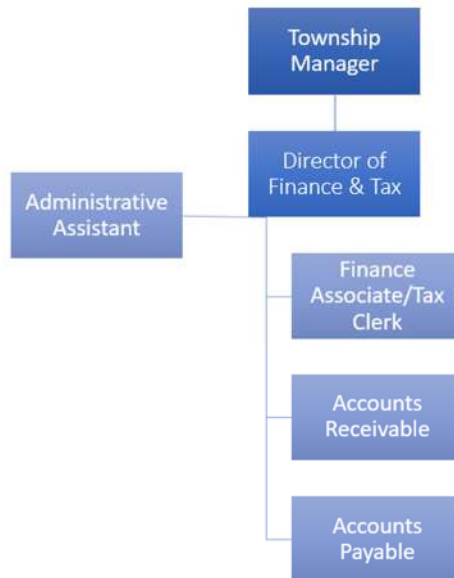 Township
Manager
Director of
Finance & Tax
Administrative
Assistant
Finance
Associate/Tax
Clerk
Accounts
Receivable
Accounts
Payable